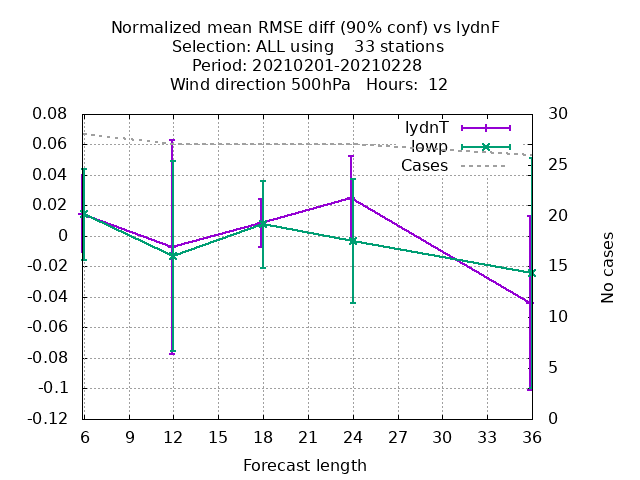 Normalized mean RMSE diff (90% conf) vs lydnF
Selection: ALL using    33 stations
Period: 20210201-20210228
Wind direction 500hPa   Hours:  12
lydnT
lowp
Cases
0.08
0.06
0.04
0.02
0
-0.02
-0.04
-0.06
-0.08
-0.1
-0.12
30
25
20
15
10
5
0
No cases
6 9 12 15 18 21 24 27 30 33 36
Forecast length